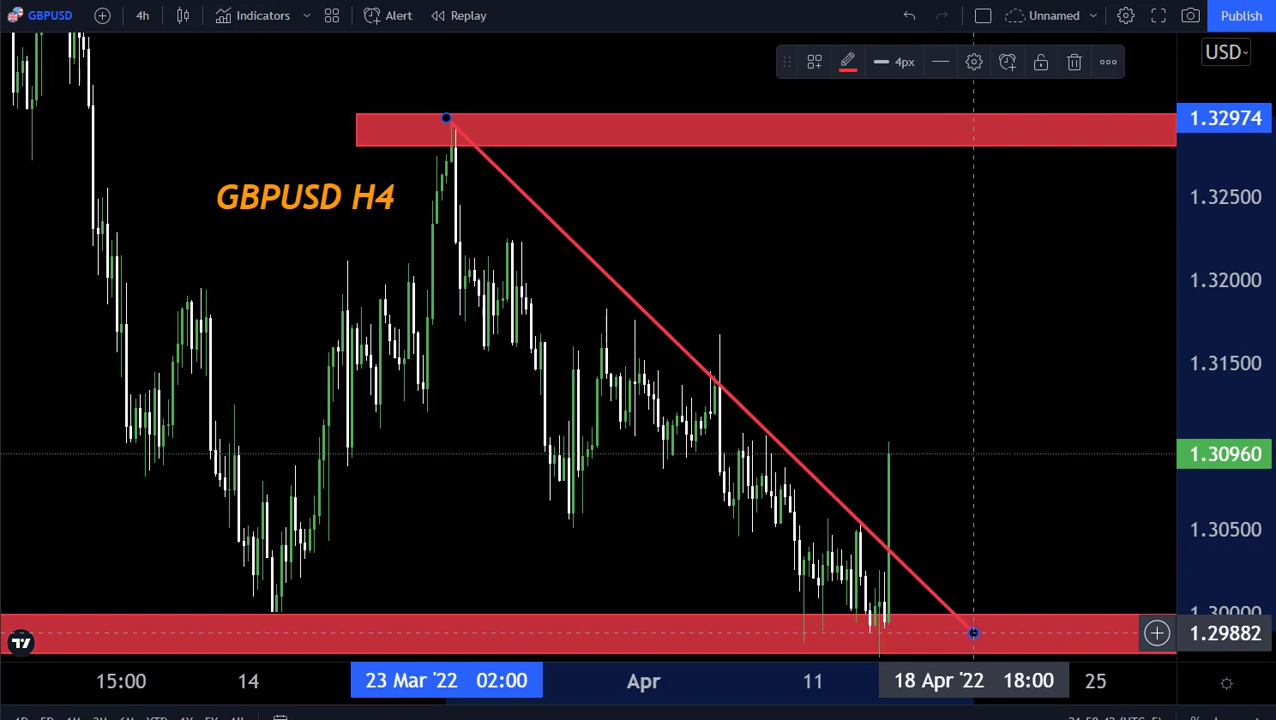 GBPUSD 4h Indicators Alert Replay Unnamed Publish
USD
4px
1.32974
GBPUSD H4
1.32500
1.32000
1.31500
1.30960
1.30500
1.30000
1.29882
15:00 14 23 Mar '22 02:00 Apr 11 18 Apr '22 18:00 25